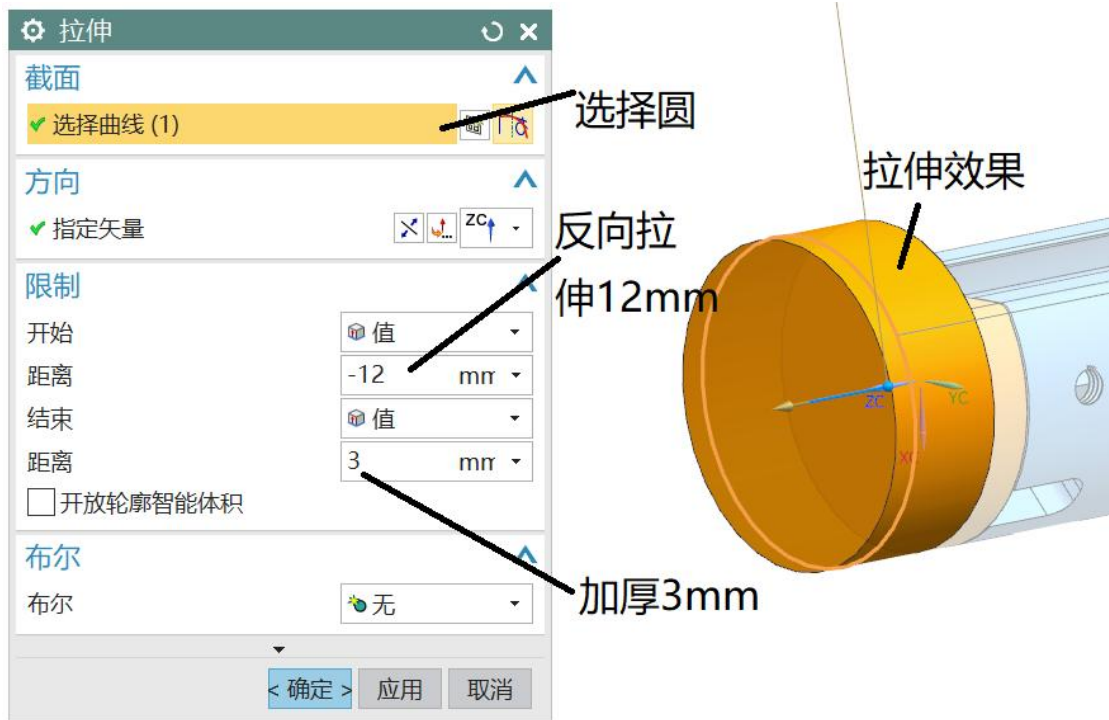 拉伸
截面
选择曲线 (1)
方向
指定矢量
ZC
限制
开始
值
距离
-12
mm
结束
值
距离
3
mm
开放轮廓智能体积
布尔
布尔
无
< 确定 >
应用
取消
选择圆
反向拉
伸12mm
加厚3mm
拉伸效果
ZC
YC
XC